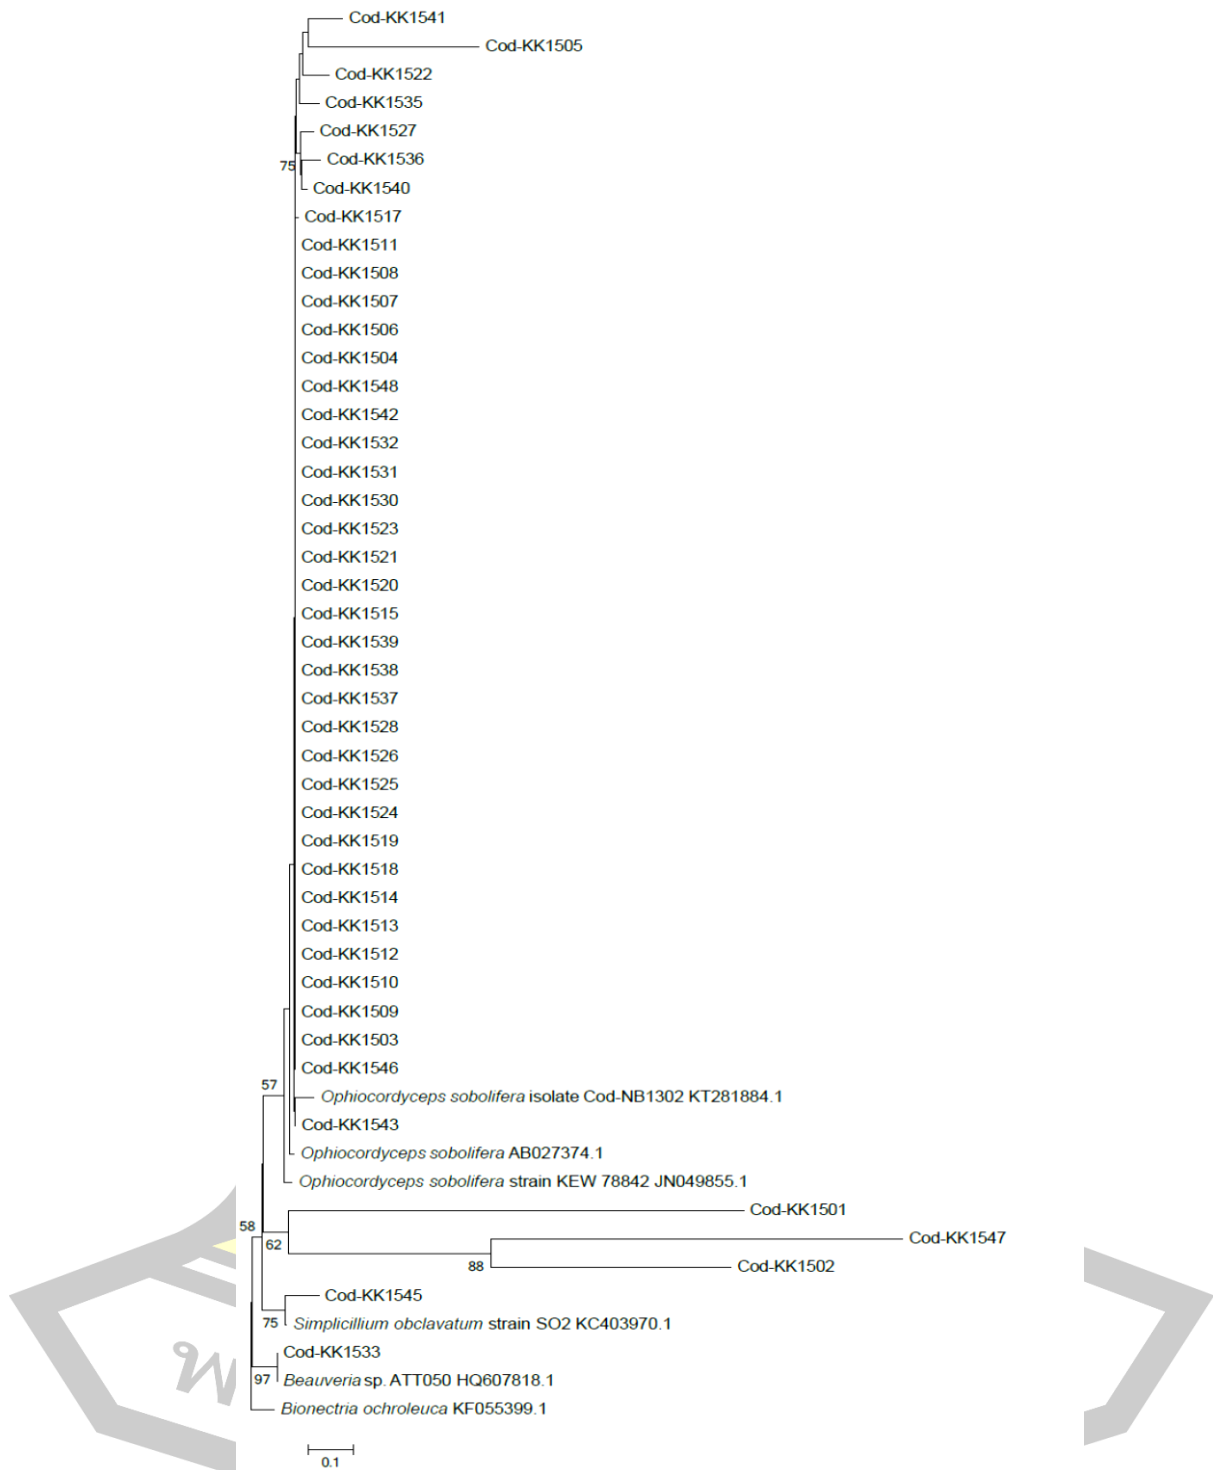 Cod-KK1541
Cod-KK1505
Cod-KK1522
Cod-KK1535
Cod-KK1527
75
Cod-KK1536
Cod-KK1540
Cod-KK1517
Cod-KK1511
Cod-KK1508
Cod-KK1507
Cod-KK1506
Cod-KK1504
Cod-KK1548
Cod-KK1542
Cod-KK1532
Cod-KK1531
Cod-KK1530
Cod-KK1523
Cod-KK1521
Cod-KK1520
Cod-KK1515
Cod-KK1539
Cod-KK1538
Cod-KK1537
Cod-KK1528
Cod-KK1526
Cod-KK1525
Cod-KK1524
Cod-KK1519
Cod-KK1518
Cod-KK1514
Cod-KK1513
Cod-KK1512
Cod-KK1510
Cod-KK1509
Cod-KK1503
Cod-KK1546
57
Ophiocordyceps sobolifera isolate Cod-NB1302 KT281884.1
Cod-KK1543
Ophiocordyceps sobolifera AB027374.1
Ophiocordyceps sobolifera strain KEW 78842 JN049855.1
Cod-KK1501
58
62
Cod-KK1547
88
Cod-KK1502
Cod-KK1545
75
Simplicillium obclavatum strain SO2 KC403970.1
Cod-KK1533
97
Beauveria sp. ATT050 HQ607818.1
Bionectria ochroleuca KF055399.1
0.1